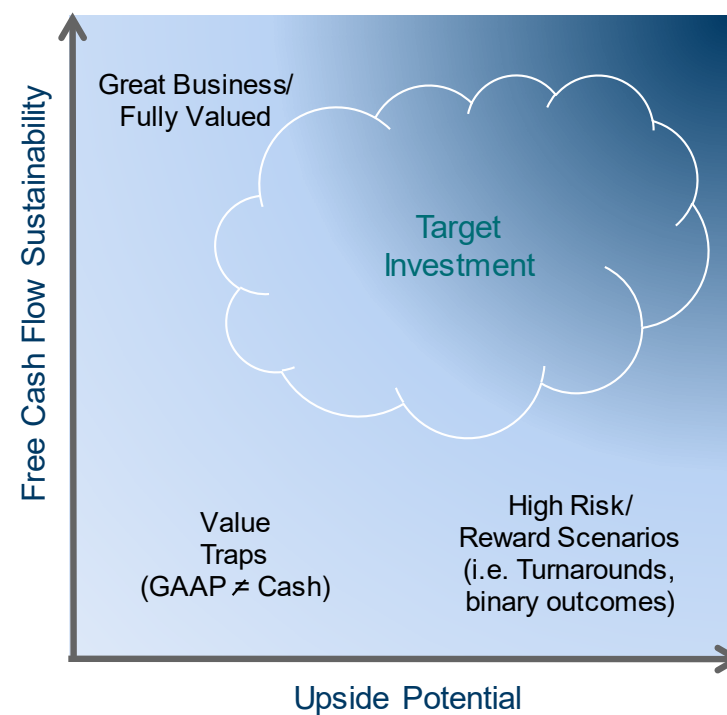 Free Cash Flow Sustainability
Great Business/
Fully Valued
Target
Investment
Value
Traps
(GAAP ≠ Cash)
High Risk/
Reward Scenarios
(i.e. Turnarounds,
binary outcomes)
Upside Potential